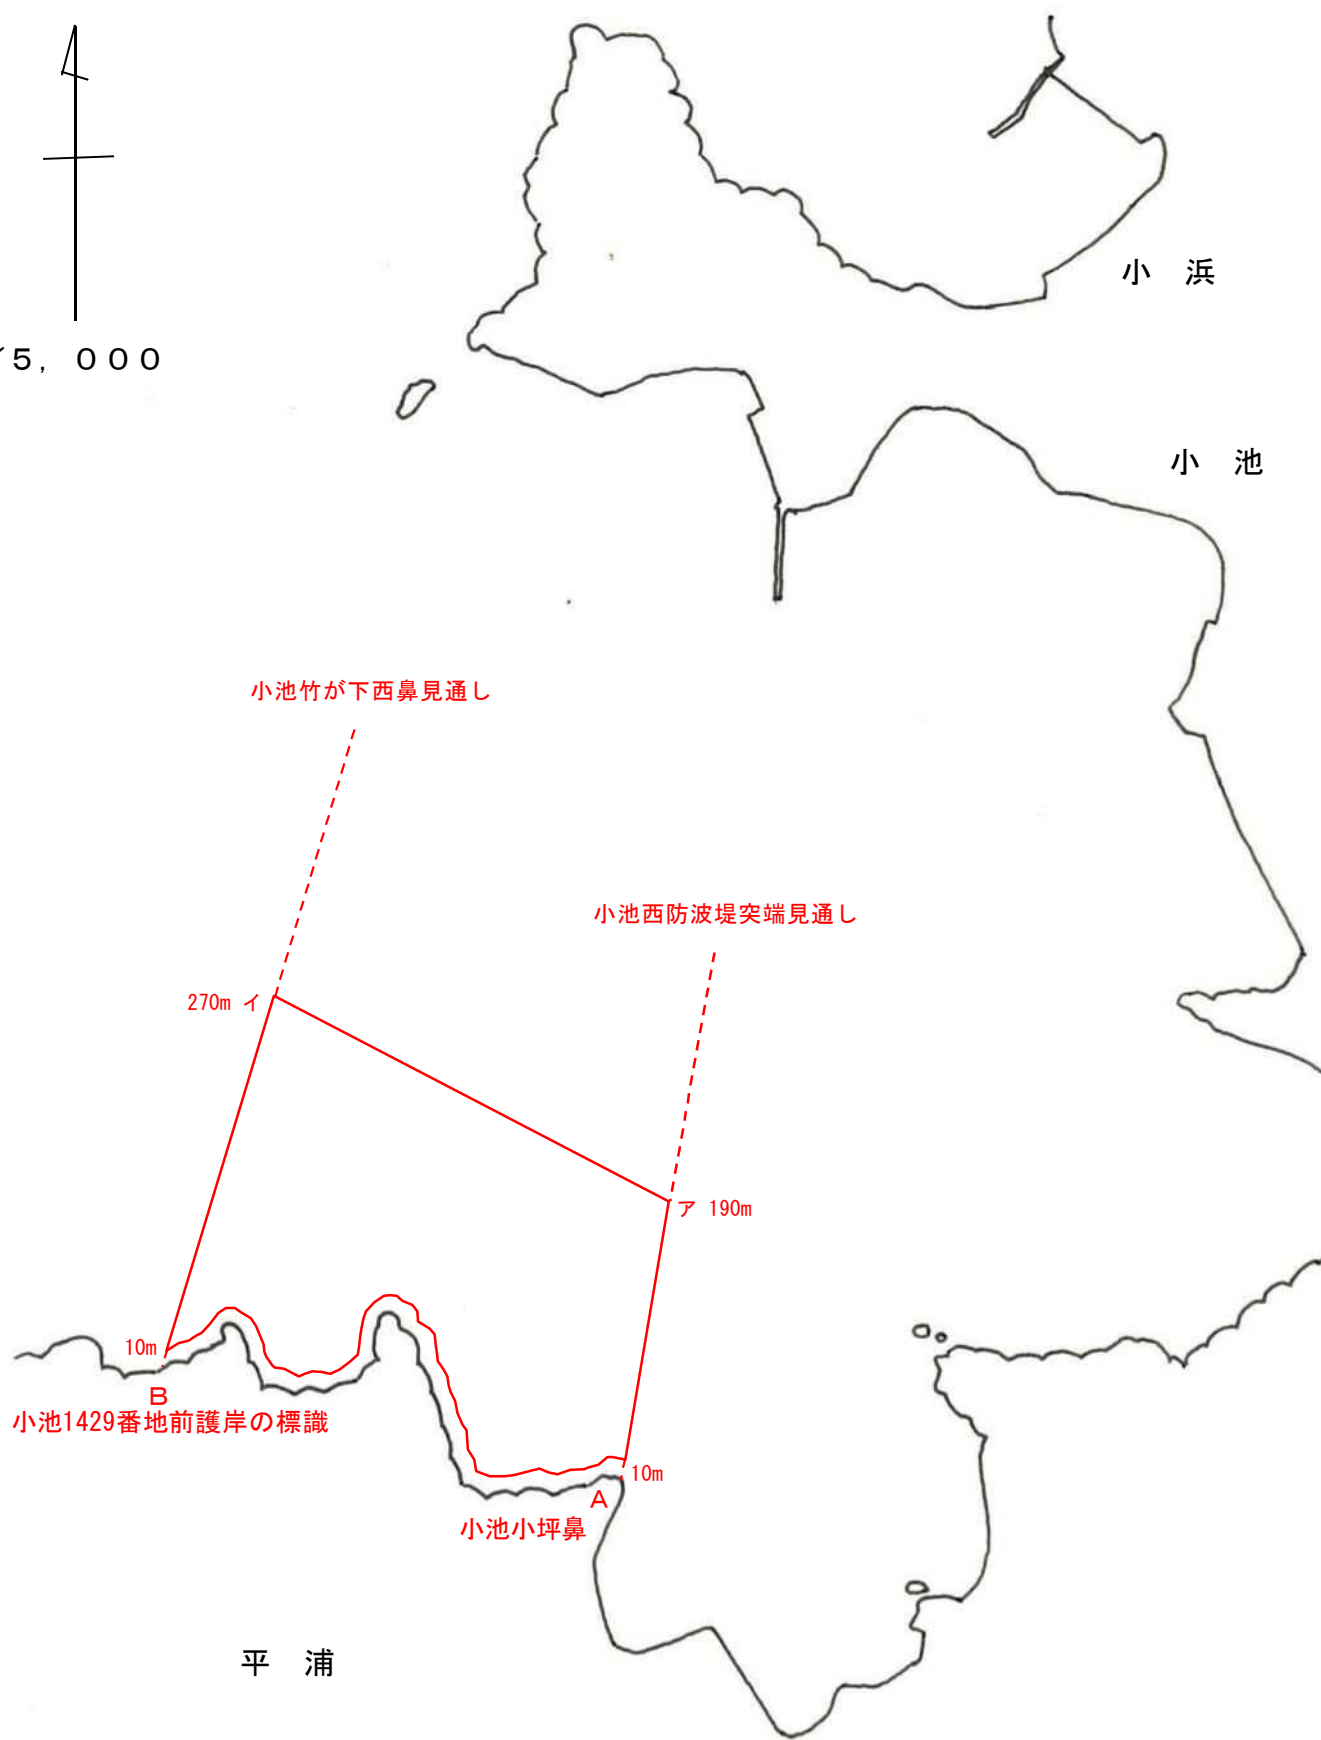 小 浜
／5，０００
小 池
小池竹が下西鼻見通し
小池西防波堤突端見通し
270m イ
ア 190m
10m
B
小池1429番地前護岸の標識
10m
A
小池小坪鼻
平 浦